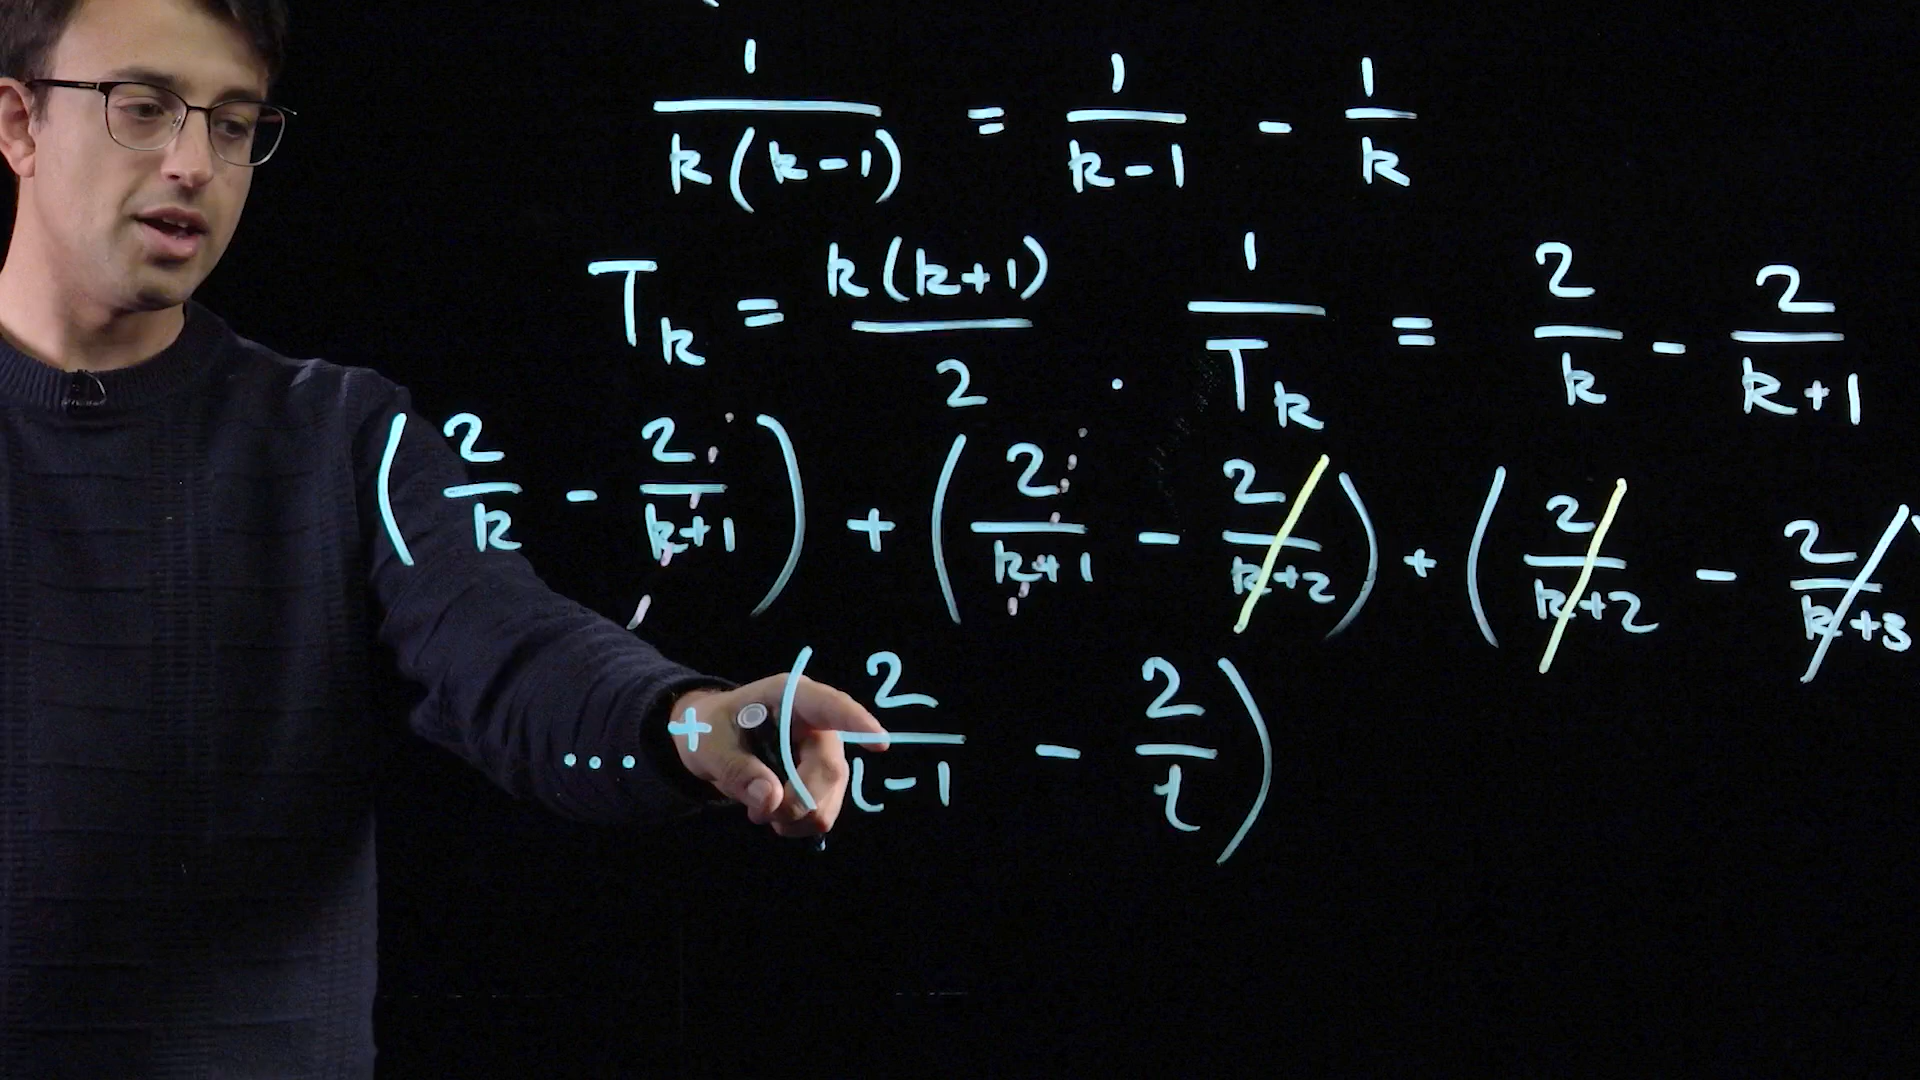 1/k(k-1) = 1/k-1 - 1/k
T_k = k(k+1)/2 . 1/T_k = 2/k - 2/k+1
(2/k - 2/k+1) + (2/k+1 - 2/k+2) + (2/k+2 - 2/k+3)
... + (2/l-1 - 2/l)